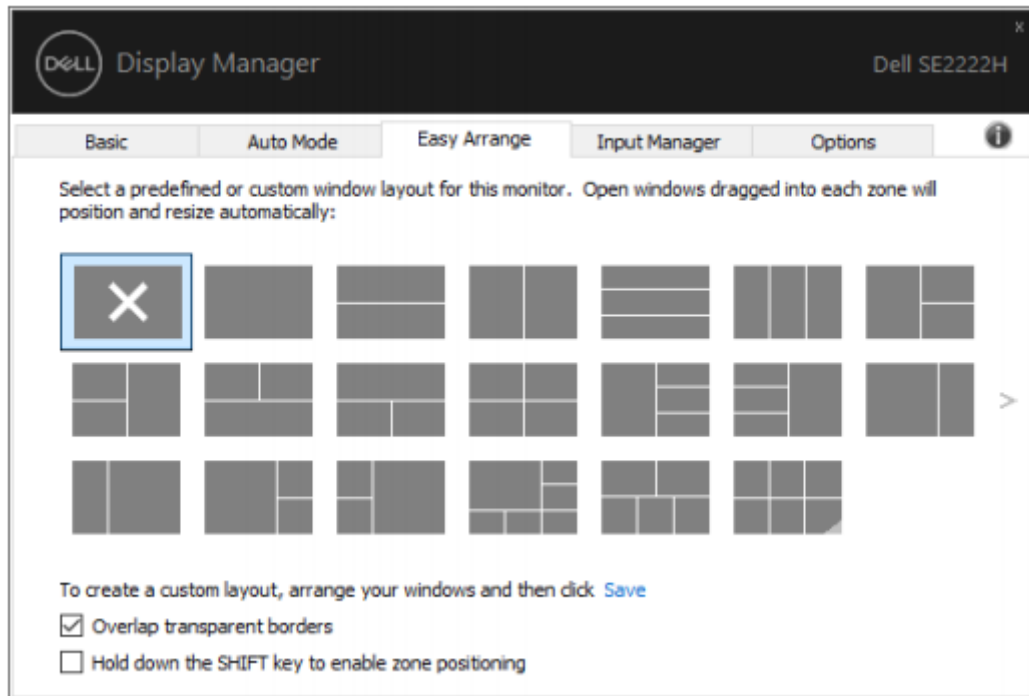 x
DELL Display Manager Dell SE2222H
Basic Auto Mode Easy Arrange Input Manager Options i
Select a predefined or custom window layout for this monitor. Open windows dragged into each zone will
position and resize automatically:
>
To create a custom layout, arrange your windows and then click Save
Overlap transparent borders
Hold down the SHIFT key to enable zone positioning